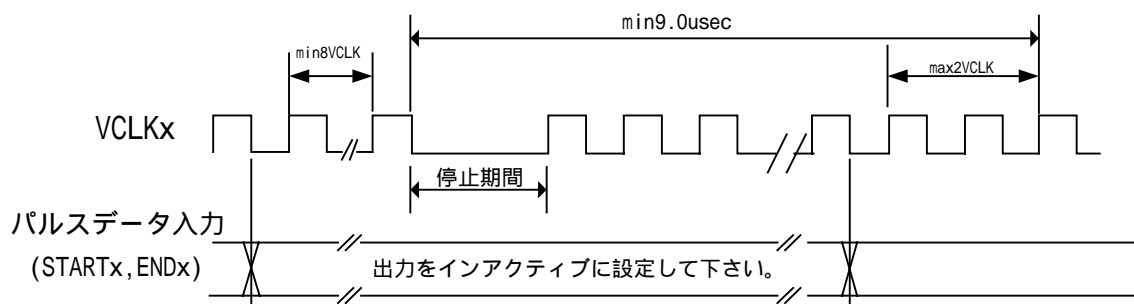 min9.0usec
min8VCLK
max2VCLK
VCLKx
停止期間
パルスデータ入力
(STARTx,ENDx)
出力をインアクティブに設定して下さい。